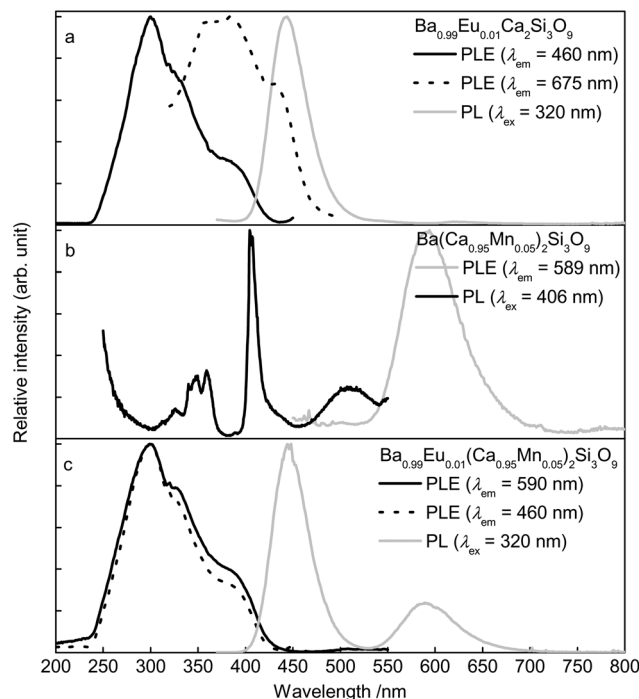 a
Ba0.99Eu0.01Ca2Si3O9
PLE (λem = 460 nm)
PLE (λem = 675 nm)
PL (λex = 320 nm)
b
Ba(Ca0.95Mn0.05)2Si3O9
PLE (λem = 589 nm)
PL (λex = 406 nm)
c
Ba0.99Eu0.01(Ca0.95Mn0.05)2Si3O9
PLE (λem = 590 nm)
PLE (λem = 460 nm)
PL (λex = 320 nm)
Relative intensity (arb. unit)
200 250 300 350 400 450 500 550 600 650 700 750 800
Wavelength /nm